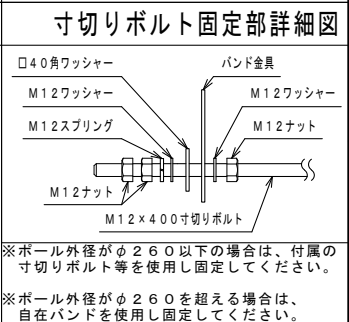 寸切りボルト固定部詳細図
□40角ワッシャー
バンド金具
M12ワッシャー
M12ワッシャー
M12スプリング
M12ナット
M12ナット
M12×400寸切りボルト
※ポール外径がφ260以下の場合は、付属の
寸切りボルト等を使用し固定してください。
※ポール外径がφ260を超える場合は、
自在バンドを使用し固定してください。